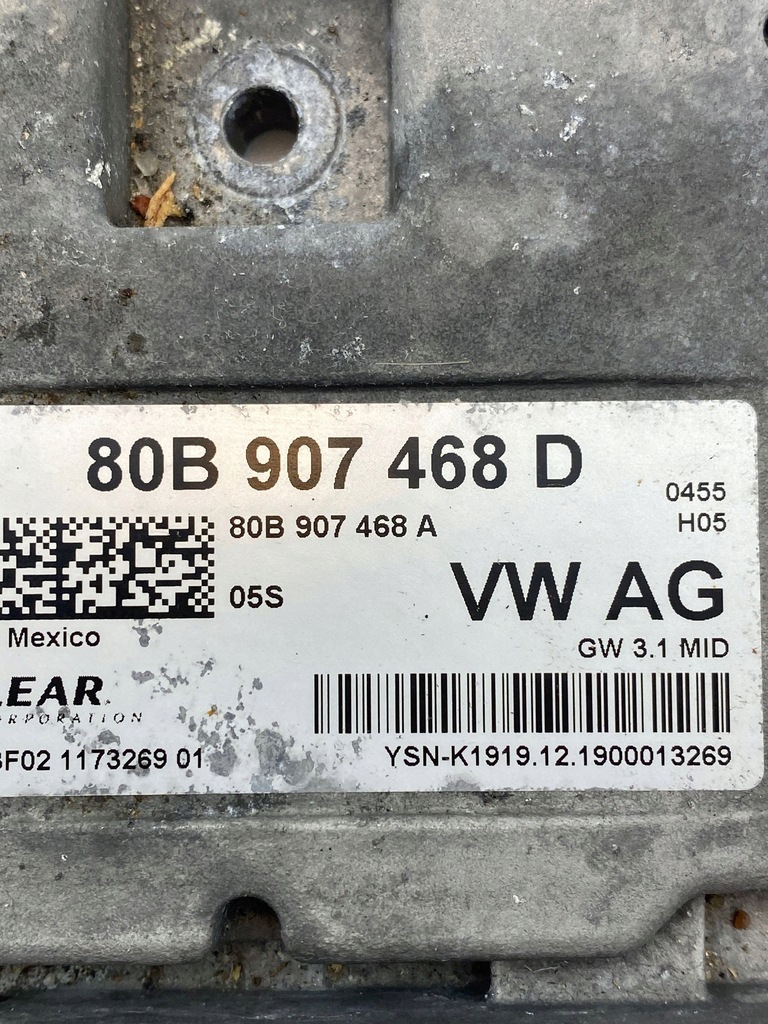 80B 907 468 D
0455
80B 907 468 A
H05
05S
VW AG
Mexico
GW 3.1 MID
LEAR
CORPORATION
F02 1173269 01
YSN-K1919.12.1900013269